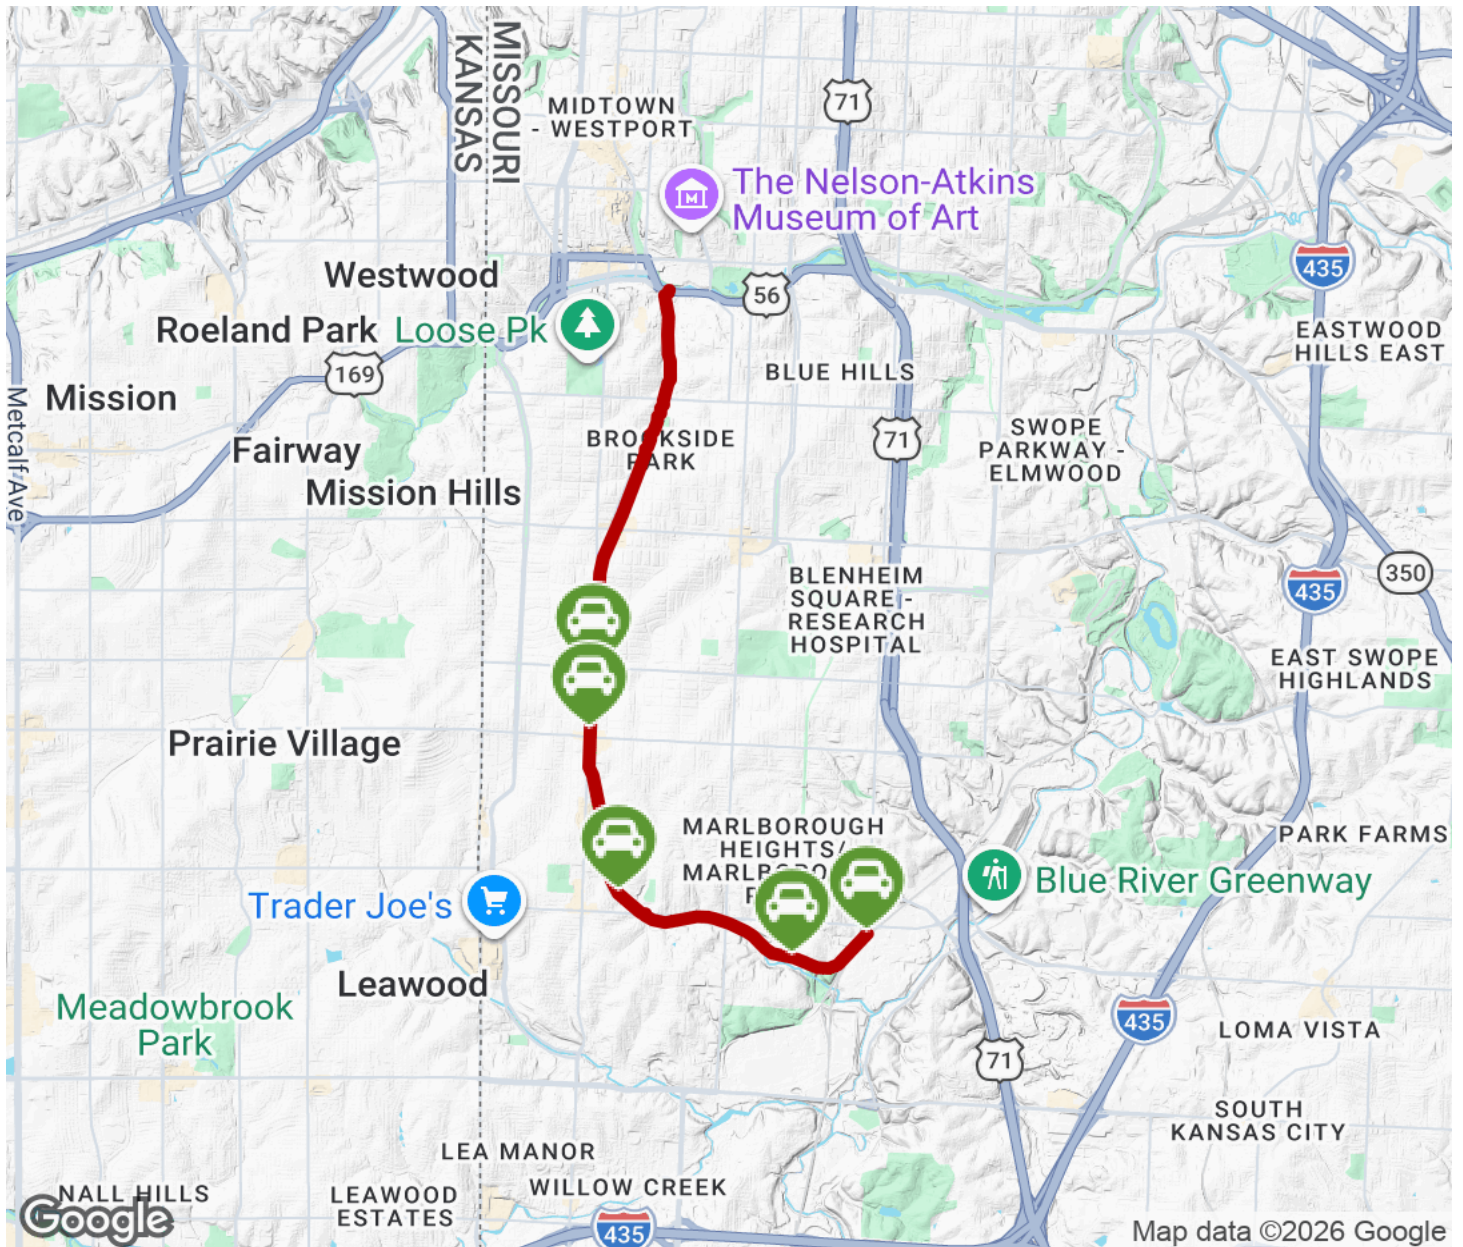 MISSOURI
KANSAS
MIDTOWN
- WESTPORT
71
The Nelson-Atkins
Museum of Art
Westwood
435
56
Roeland Park
Loose Pk
EASTWOOD
HILLS EAST
169
BLUE HILLS
Mission
Metcalf Ave
71
SWOPE
PARKWAY -
ELMWOOD
BROOKSIDE
PARK
Fairway
Mission Hills
BLENHEIM
SQUARE -
RESEARCH
HOSPITAL
350
435
EAST SWOPE
HIGHLANDS
Prairie Village
MARLBOROUGH
HEIGHTS/
PARK FARMS
Trader Joe's
Blue River Greenway
Leawood
Meadowbrook
Park
435
LOMA VISTA
71
SOUTH
KANSAS CITY
LEA MANOR
WILLOW CREEK
NALL HILLS
LEAWOOD
ESTATES
Google
435
Map data ©2026 Google